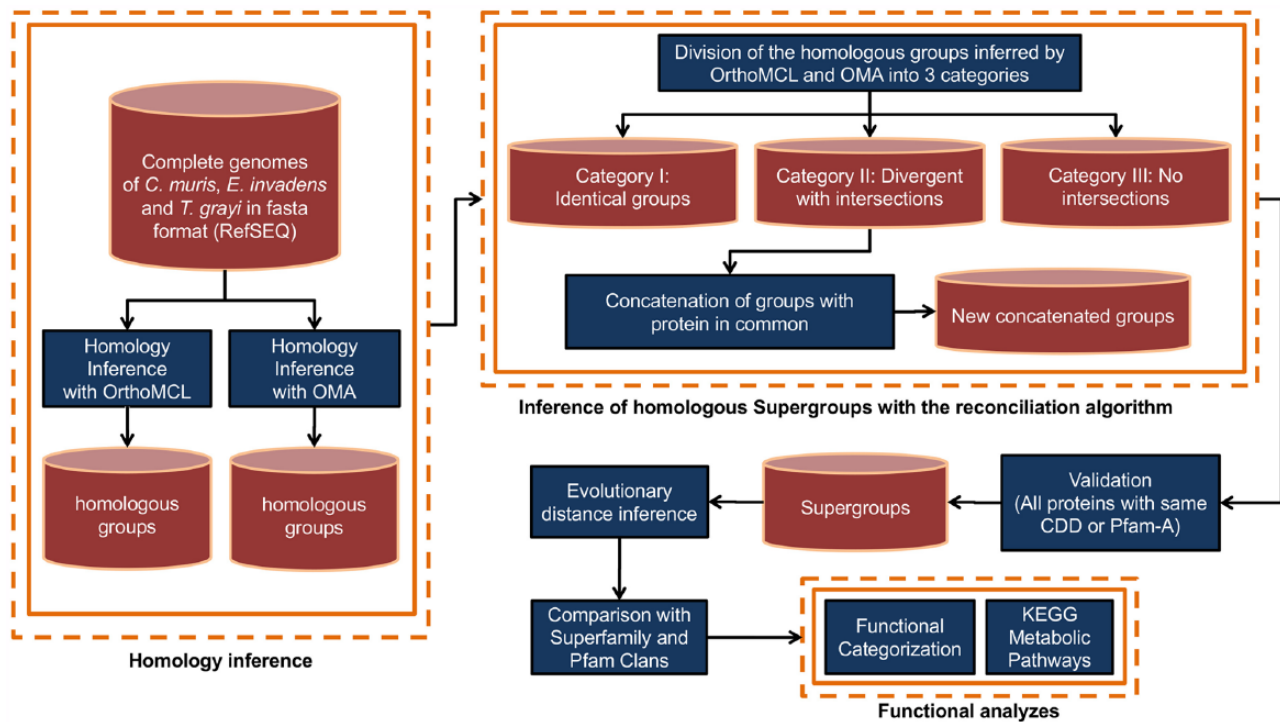 Complete genomes
of C. muris, E. invadens
and T. grayi in fasta
format (RefSEQ)
Homology
Inference
with OrthoMCL
Homology
Inference
with OMA
homologous
groups
homologous
groups
Homology inference
Division of the homologous groups inferred by
OrthoMCL and OMA into 3 categories
Category I:
Identical groups
Category II: Divergent
with intersections
Category III: No
intersections
Concatenation of groups with
protein in common
New concatenated groups
Inference of homologous Supergroups with the reconciliation algorithm
Validation
(All proteins with same
CDD or Pfam-A)
Supergroups
Evolutionary
distance inference
Comparison with
Superfamily and
Pfam Clans
Functional
Categorization
KEGG
Metabolic
Pathways
Functional analyzes